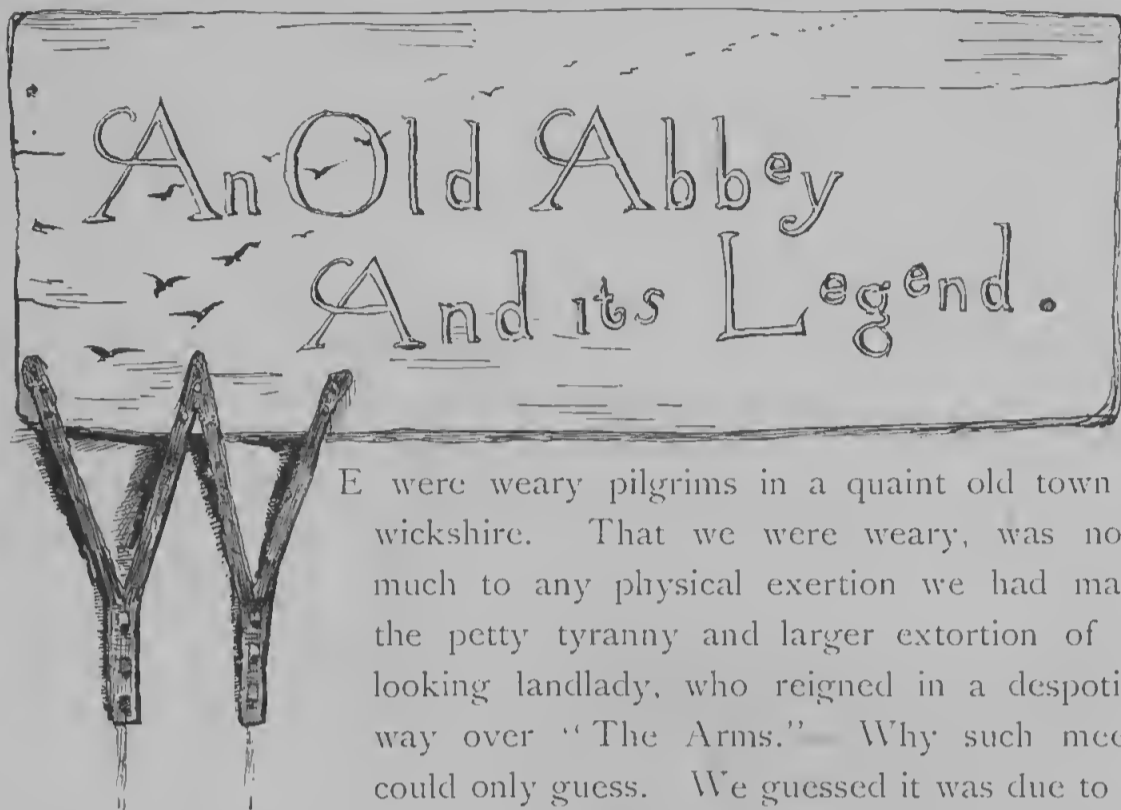 An Old Abbey
And its Legend.
WE were weary pilgrims in a quaint old town
wickshire. That we were weary, was no
much to any physical exertion we had ma
the petty tyranny and larger extortion of
looking landlady, who reigned in a despoti
way over "The Arms." Why such mee
could only guess. We guessed it was due to